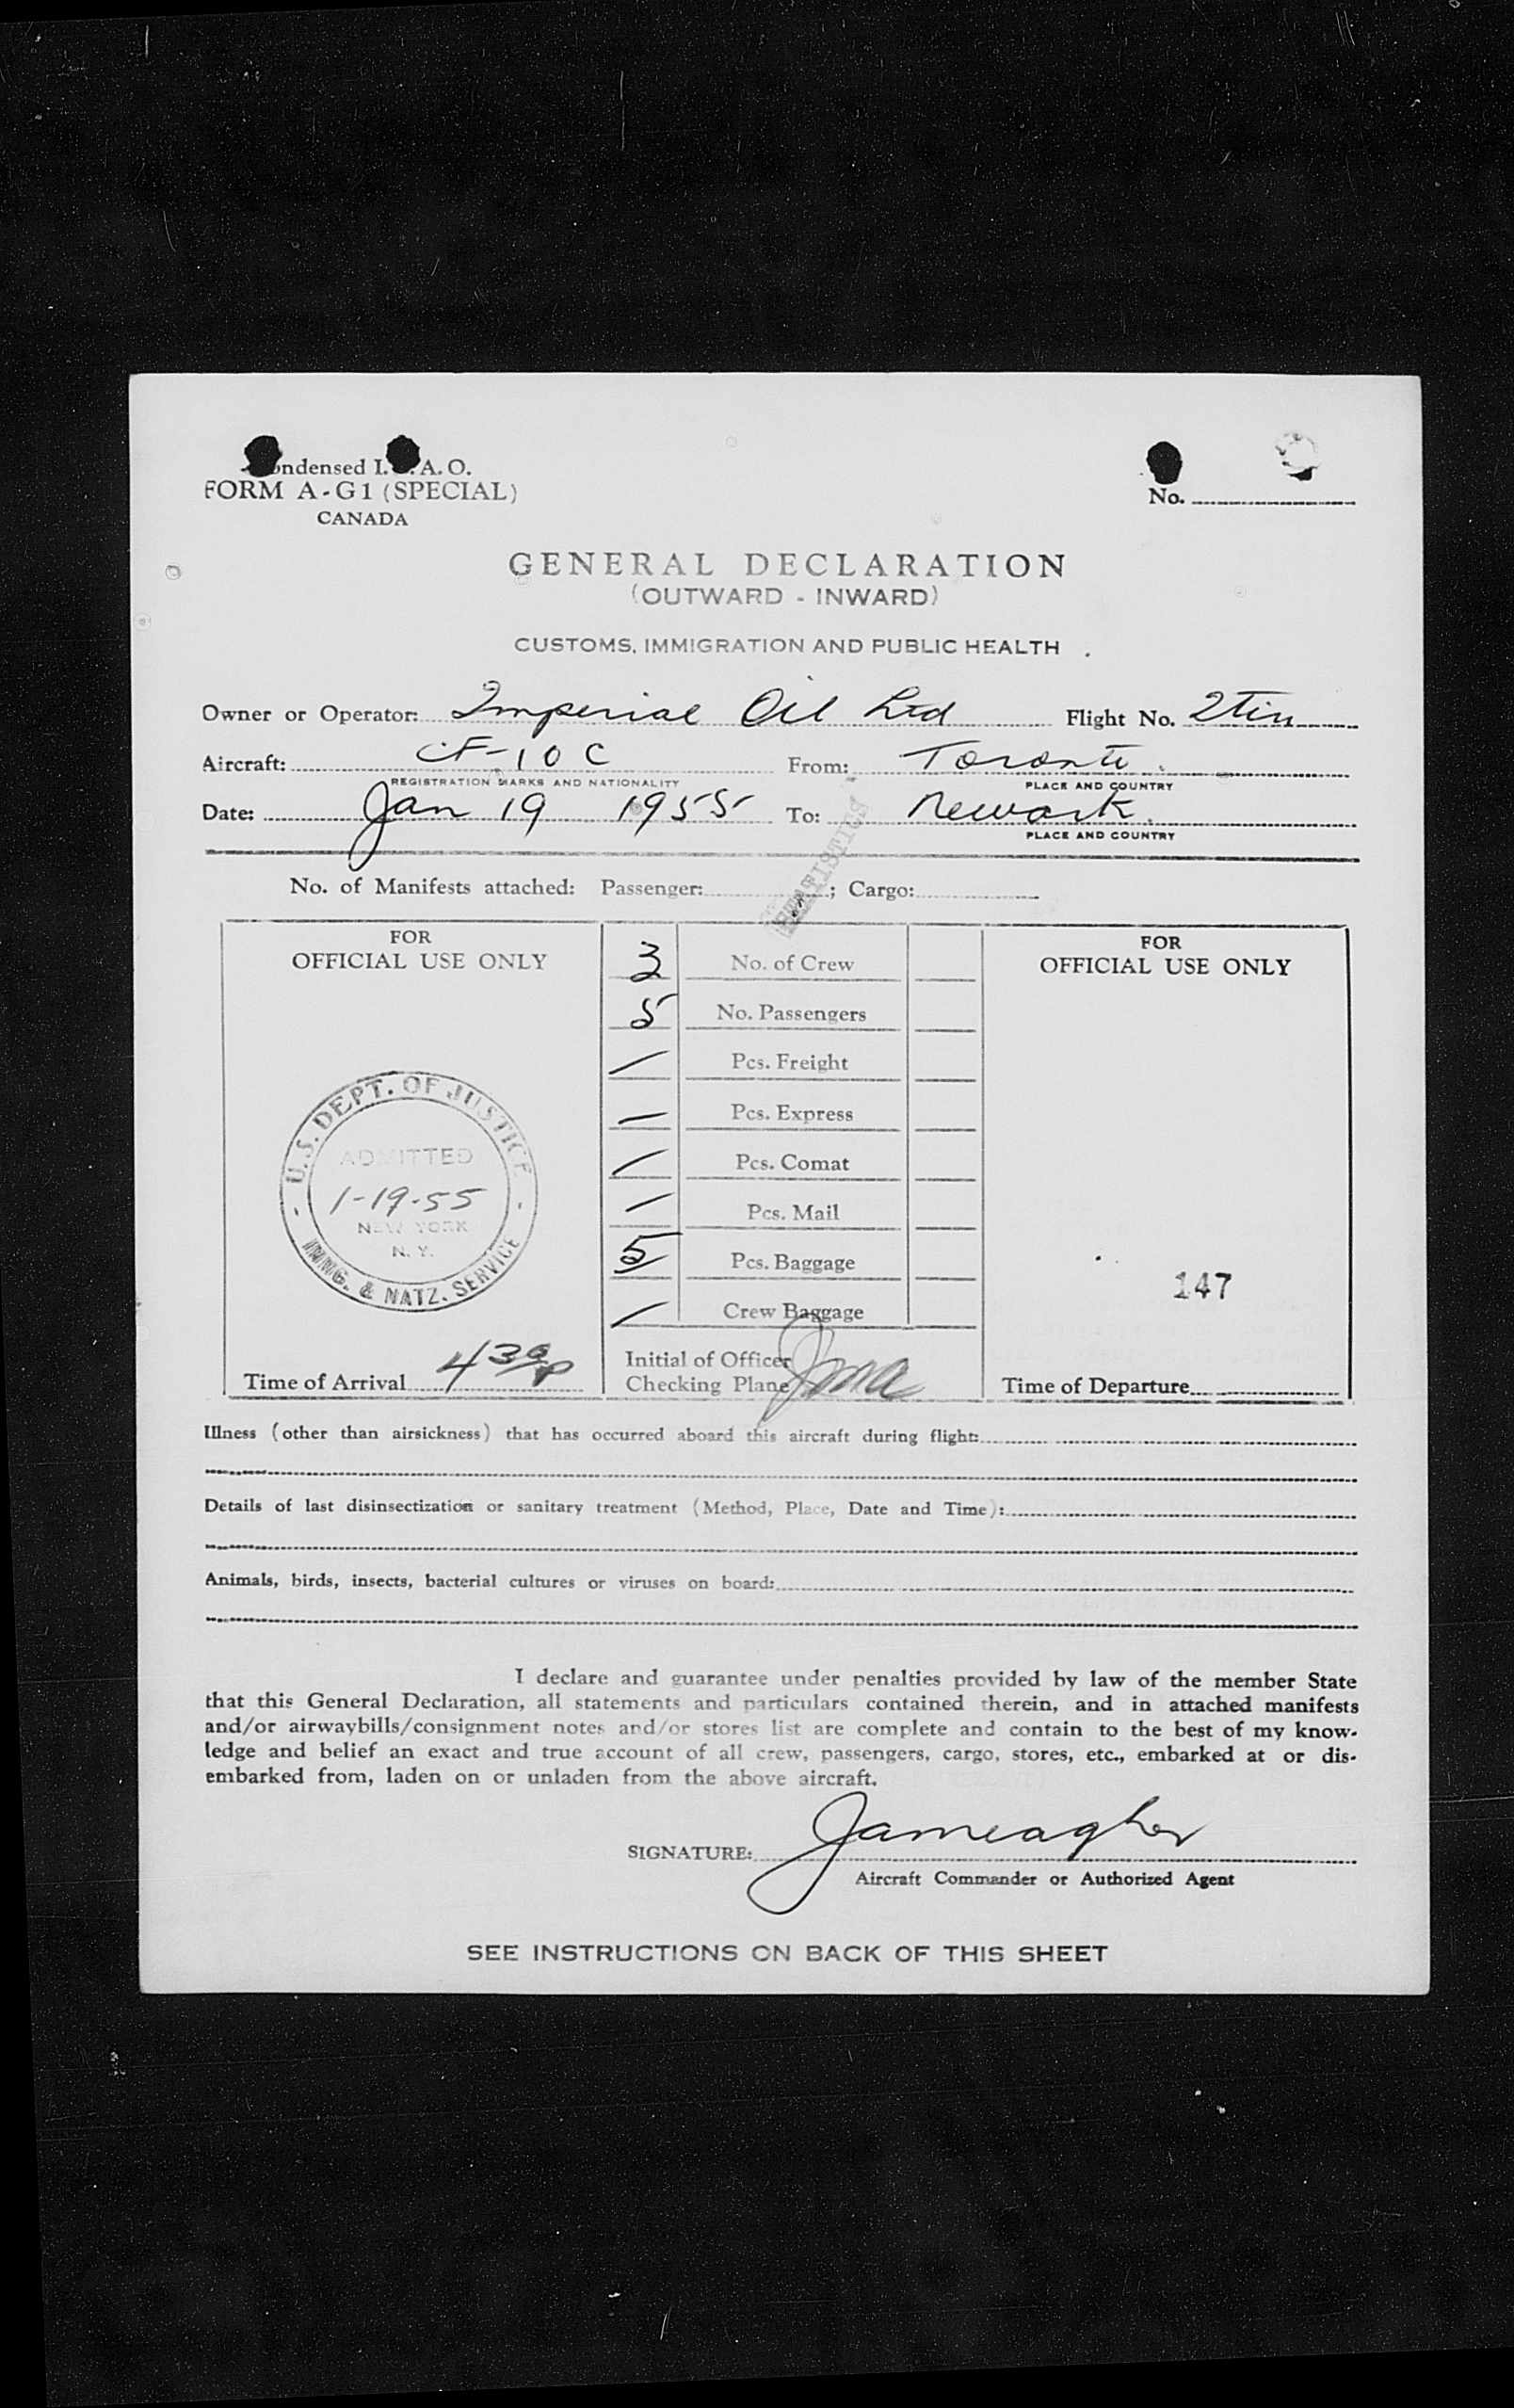 ondensed I. . A. O.
FORM A-G1 (SPECIAL)
CANADA
No.
GENERAL DECLARATION
(OUTWARD - INWARD)
CUSTOMS, IMMIGRATION AND PUBLIC HEALTH
Owner or Operator: Imperial Oil Ltd Flight No. 2tin
Aircraft: CF-10C From: Toronto
REGISTRATION MARKS AND NATIONALITY PLACE AND COUNTRY
Date: Jan 19 1955 To: Newark
PLACE AND COUNTRY
STATISTICS
No. of Manifests attached: Passenger: ; Cargo:
FOR
OFFICIAL USE ONLY
U.S. DEPT. OF JUSTICE
ADMITTED
1-19-55
NEW YORK
N. Y.
IMMG. & NATZ. SERVICE
Time of Arrival 430p
3 No. of Crew
5 No. Passengers
/ Pcs. Freight
/ Pcs. Express
/ Pcs. Comat
/ Pcs. Mail
5 Pcs. Baggage
/ Crew Baggage
Initial of Officer
Checking Plane
FOR
OFFICIAL USE ONLY
147
Time of Departure
Illness (other than airsickness) that has occurred aboard this aircraft during flight:
Details of last disinsectization or sanitary treatment (Method, Place, Date and Time):
Animals, birds, insects, bacterial cultures or viruses on board:
I declare and guarantee under penalties provided by law of the member State
that this General Declaration, all statements and particulars contained therein, and in attached manifests
and/or airwaybills/consignment notes and/or stores list are complete and contain to the best of my know-
ledge and belief an exact and true account of all crew, passengers, cargo, stores, etc., embarked at or dis-
embarked from, laden on or unladen from the above aircraft.
SIGNATURE: Jameagher
Aircraft Commander or Authorized Agent
SEE INSTRUCTIONS ON BACK OF THIS SHEET